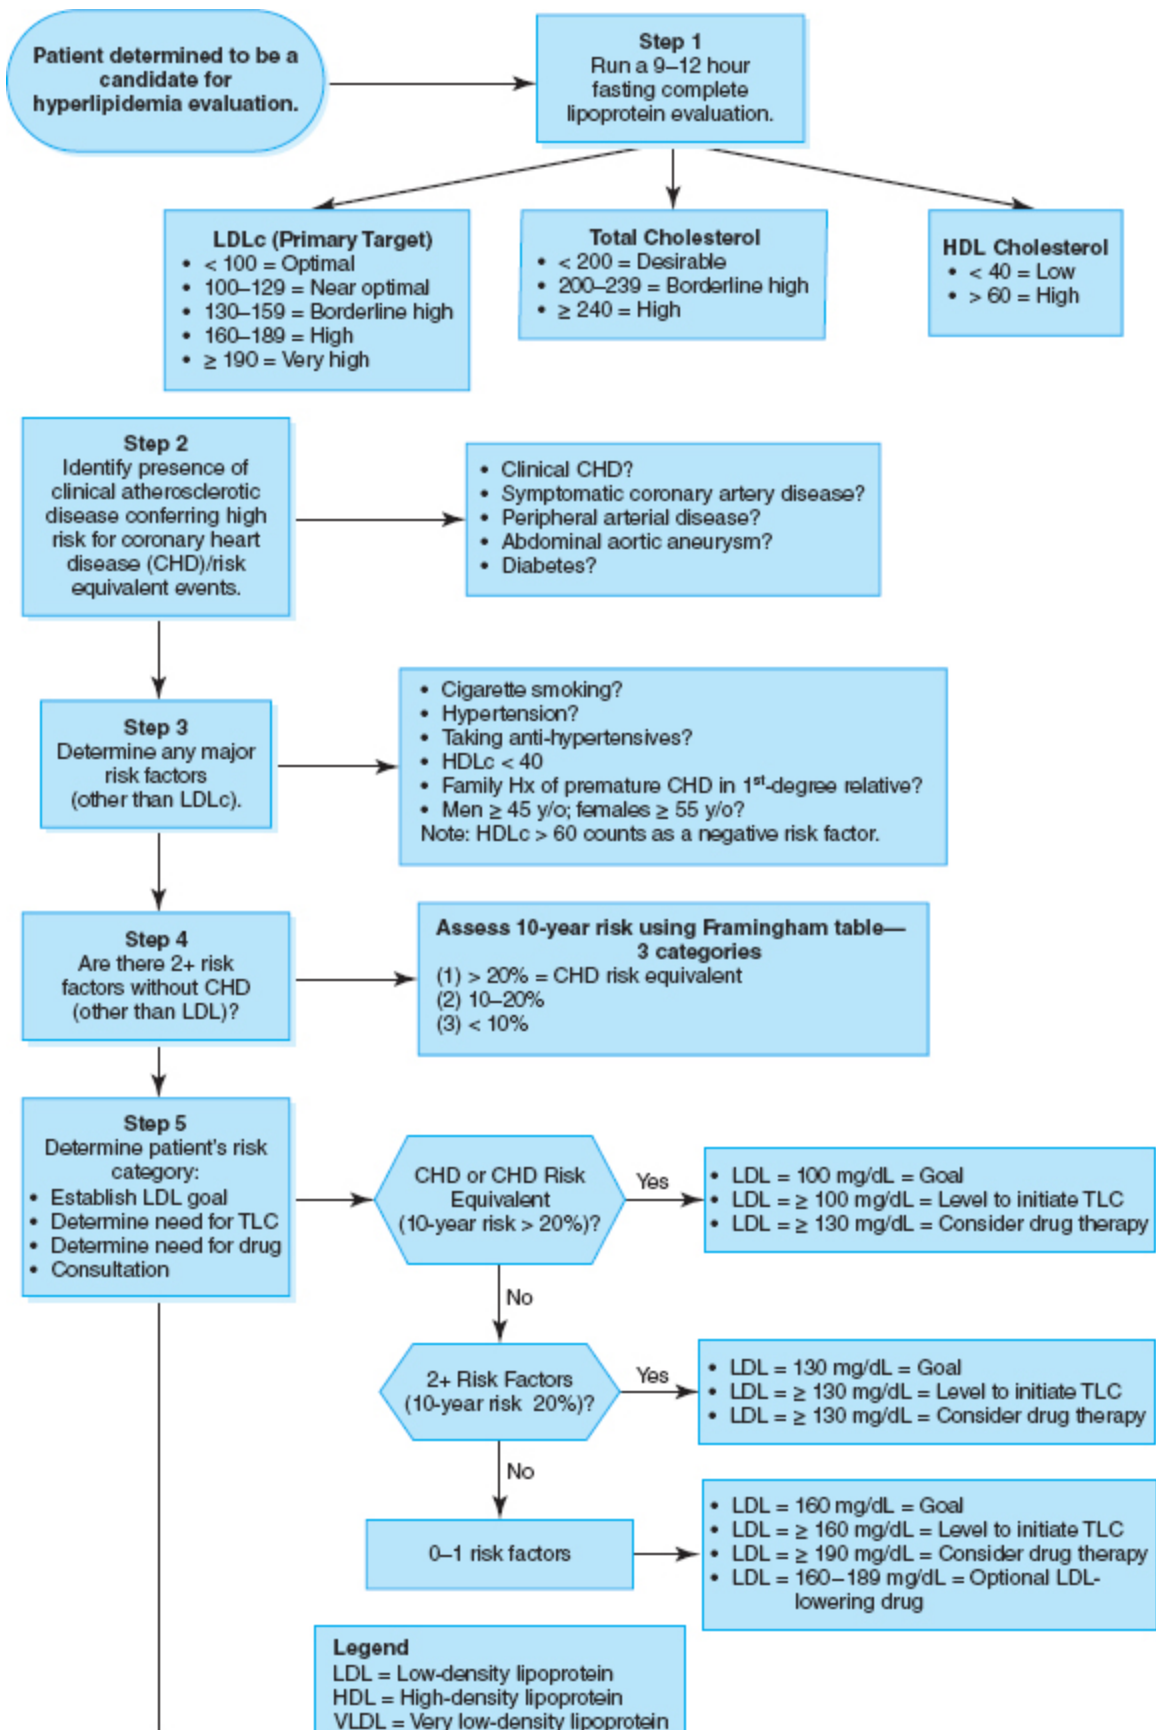 Patient determined to be a
candidate for
hyperlipidemia evaluation.
Step 1
Run a 9–12 hour
fasting complete
lipoprotein evaluation.
LDLc (Primary Target)
• < 100 = Optimal
• 100–129 = Near optimal
• 130–159 = Borderline high
• 160–189 = High
• ≥ 190 = Very high
Total Cholesterol
• < 200 = Desirable
• 200–239 = Borderline high
• ≥ 240 = High
HDL Cholesterol
• < 40 = Low
• > 60 = High
Step 2
Identify presence of
clinical atherosclerotic
disease conferring high
risk for coronary heart
disease (CHD)/risk
equivalent events.
• Clinical CHD?
• Symptomatic coronary artery disease?
• Peripheral arterial disease?
• Abdominal aortic aneurysm?
• Diabetes?
Step 3
Determine any major
risk factors
(other than LDLc).
• Cigarette smoking?
• Hypertension?
• Taking anti-hypertensives?
• HDLc < 40
• Family Hx of premature CHD in 1st-degree relative?
• Men ≥ 45 y/o; females ≥ 55 y/o?
Note: HDLc > 60 counts as a negative risk factor.
Step 4
Are there 2+ risk
factors without CHD
(other than LDL)?
Assess 10-year risk using Framingham table—
3 categories
(1) > 20% = CHD risk equivalent
(2) 10–20%
(3) < 10%
Step 5
Determine patient's risk
category:
• Establish LDL goal
• Determine need for TLC
• Determine need for drug
• Consultation
CHD or CHD Risk
Equivalent
(10-year risk > 20%)?
Yes
• LDL = 100 mg/dL = Goal
• LDL = ≥ 100 mg/dL = Level to initiate TLC
• LDL = ≥ 130 mg/dL = Consider drug therapy
No
2+ Risk Factors
(10-year risk 20%)?
Yes
• LDL = 130 mg/dL = Goal
• LDL = ≥ 130 mg/dL = Level to initiate TLC
• LDL = ≥ 130 mg/dL = Consider drug therapy
No
0–1 risk factors
• LDL = 160 mg/dL = Goal
• LDL = ≥ 160 mg/dL = Level to initiate TLC
• LDL = ≥ 190 mg/dL = Consider drug therapy
• LDL = 160–189 mg/dL = Optional LDL-
lowering drug
Legend
LDL = Low-density lipoprotein
HDL = High-density lipoprotein
VLDL = Very low-density lipoprotein